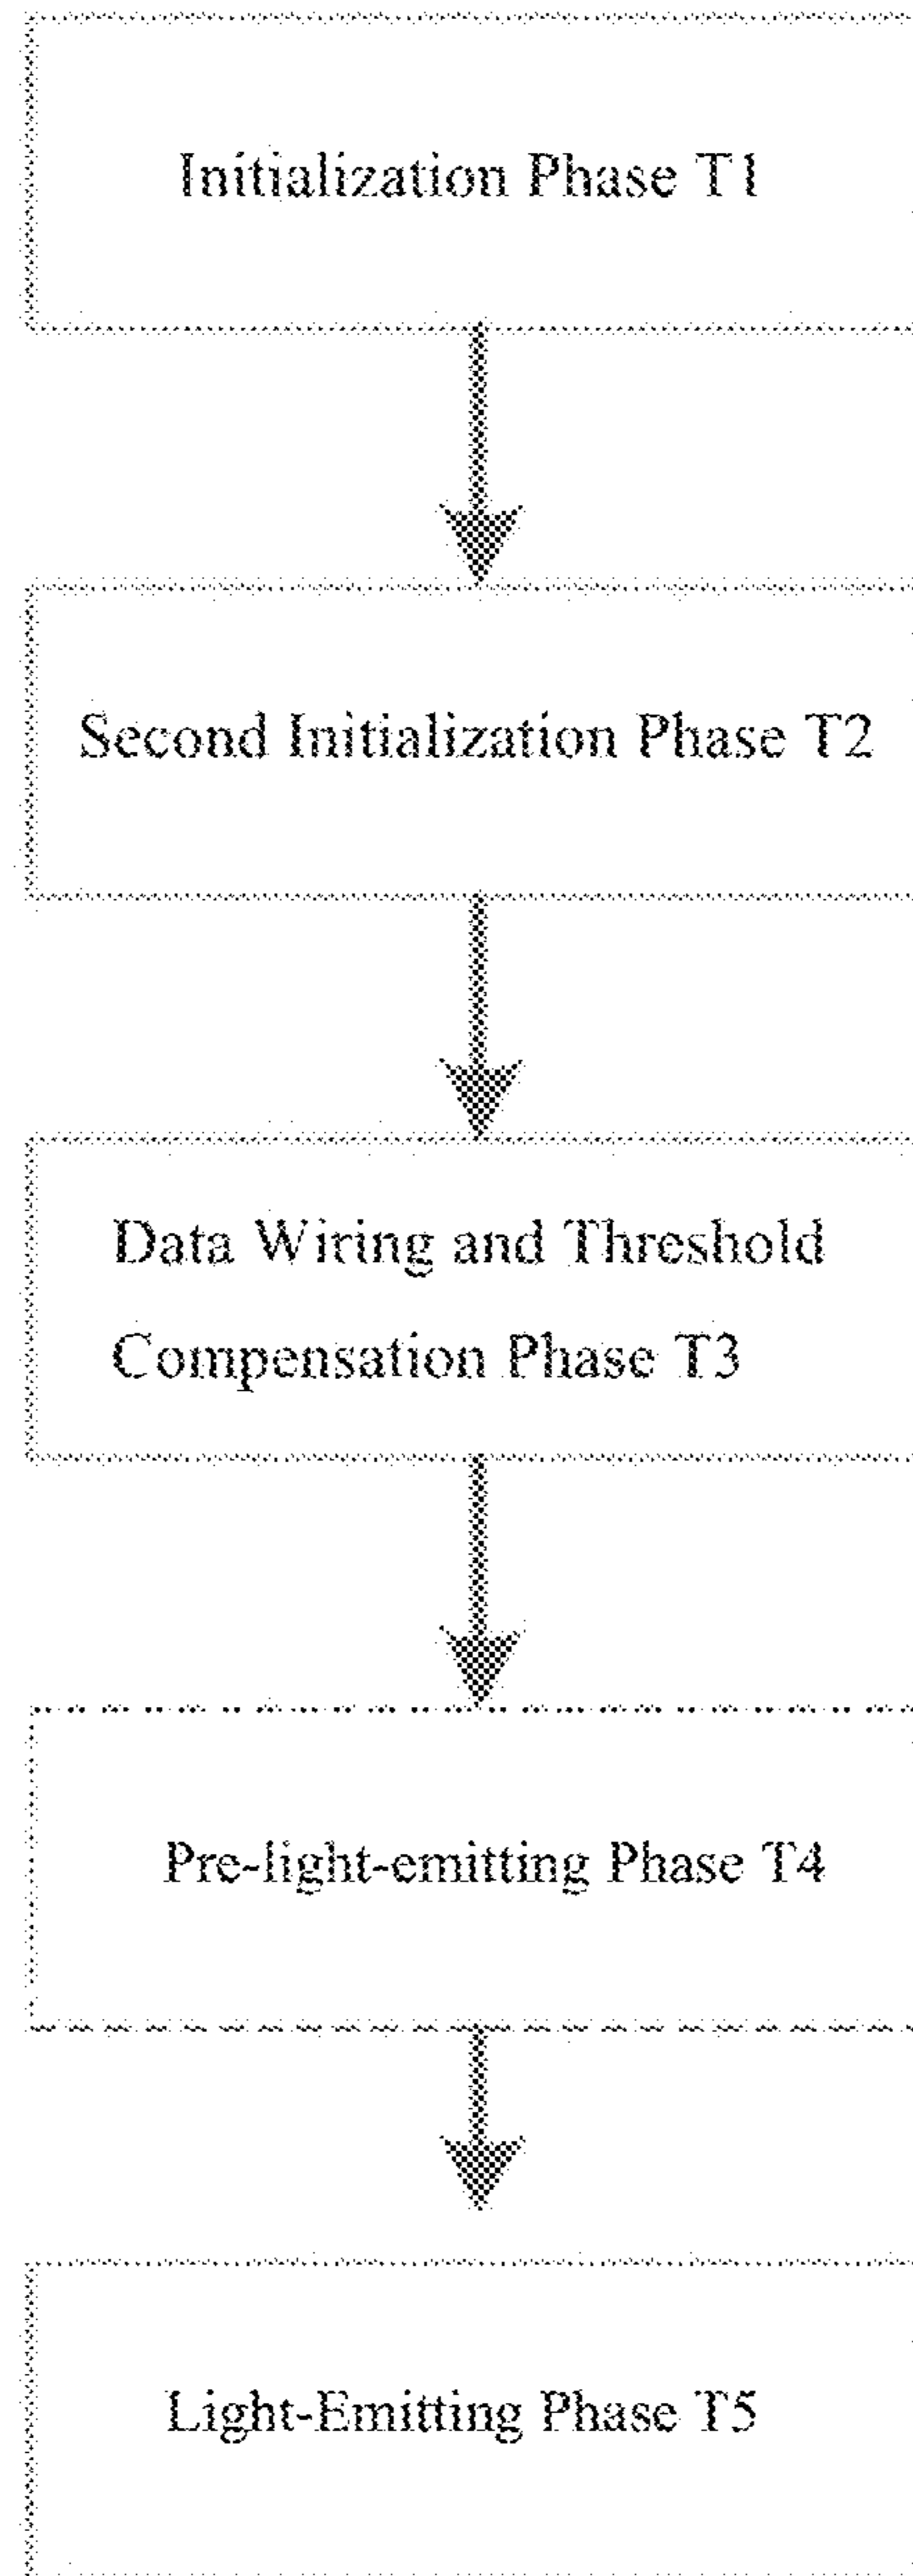 Initialization Phase T1
Second Initialization Phase T2
Data Wiring and Threshold
Compensation Phase T3
Pre-light-emitting Phase T4
Light-Emitting Phase T5